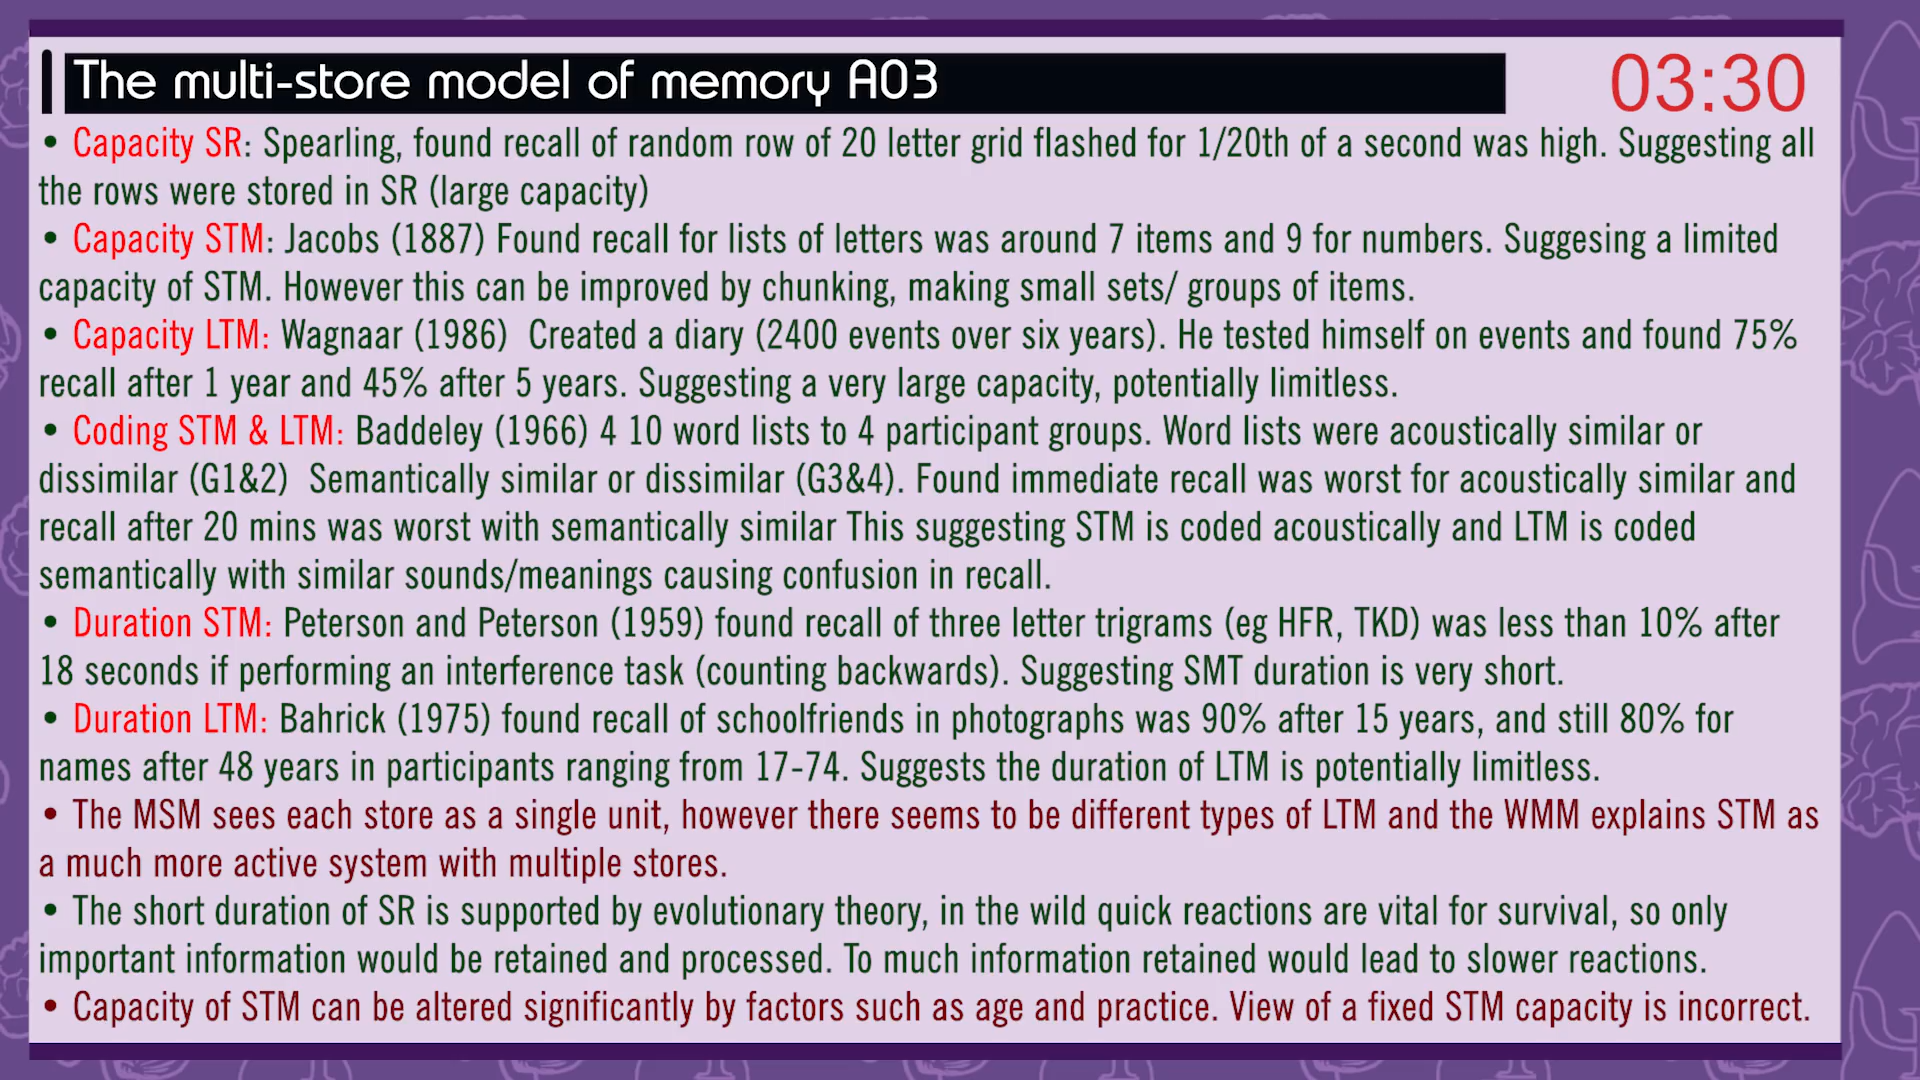 The multi-store model of memory AO3
03:30
• Capacity SR: Spearling, found recall of random row of 20 letter grid flashed for 1/20th of a second was high. Suggesting all
the rows were stored in SR (large capacity)
• Capacity STM: Jacobs (1887) Found recall for lists of letters was around 7 items and 9 for numbers. Suggesing a limited
capacity of STM. However this can be improved by chunking, making small sets/ groups of items.
• Capacity LTM: Wagnaar (1986) Created a diary (2400 events over six years). He tested himself on events and found 75%
recall after 1 year and 45% after 5 years. Suggesting a very large capacity, potentially limitless.
• Coding STM & LTM: Baddeley (1966) 4 10 word lists to 4 participant groups. Word lists were acoustically similar or
dissimilar (G1&2) Semantically similar or dissimilar (G3&4). Found immediate recall was worst for acoustically similar and
recall after 20 mins was worst with semantically similar This suggesting STM is coded acoustically and LTM is coded
semantically with similar sounds/meanings causing confusion in recall.
• Duration STM: Peterson and Peterson (1959) found recall of three letter trigrams (eg HFR, TKD) was less than 10% after
18 seconds if performing an interference task (counting backwards). Suggesting SMT duration is very short.
• Duration LTM: Bahrick (1975) found recall of schoolfriends in photographs was 90% after 15 years, and still 80% for
names after 48 years in participants ranging from 17-74. Suggests the duration of LTM is potentially limitless.
• The MSM sees each store as a single unit, however there seems to be different types of LTM and the WMM explains STM as
a much more active system with multiple stores.
• The short duration of SR is supported by evolutionary theory, in the wild quick reactions are vital for survival, so only
important information would be retained and processed. To much information retained would lead to slower reactions.
• Capacity of STM can be altered significantly by factors such as age and practice. View of a fixed STM capacity is incorrect.